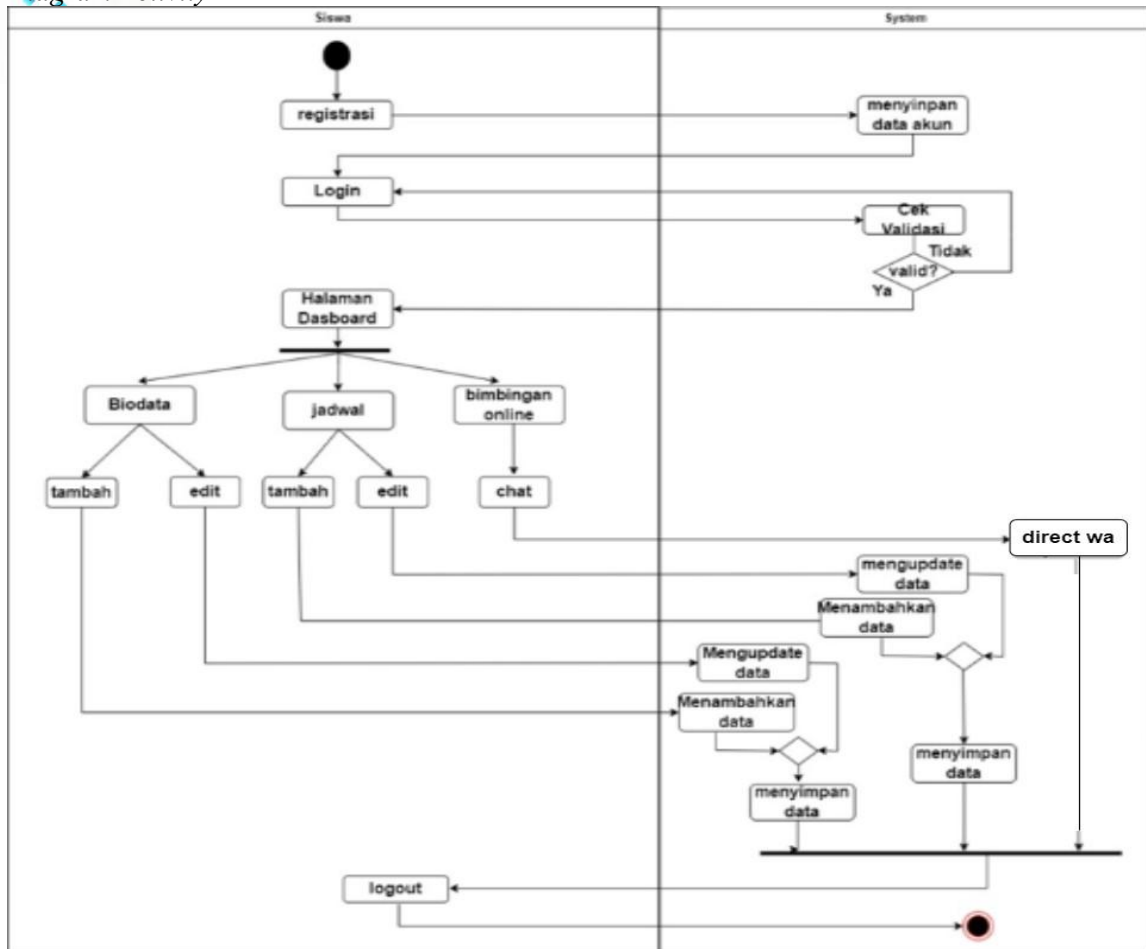 Siswa
System
registrasi
menyinpan
data akun
Login
Cek
Validasi
Tidak
valid?
Ya
Halaman
Dasboard
Biodata
jadwal
bimbingan
online
tambah
edit
tambah
edit
chat
direct wa
mengupdate
data
Menambahkan
data
Mengupdate
data
Menambahkan
data
menyimpan
data
menyimpan
data
logout